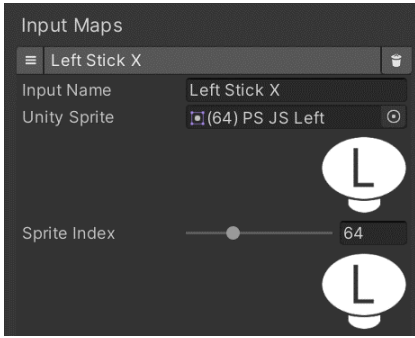 Input Maps
Left Stick X
Input Name Left Stick X
Unity Sprite (64) PS JS Left
L
Sprite Index 64
L